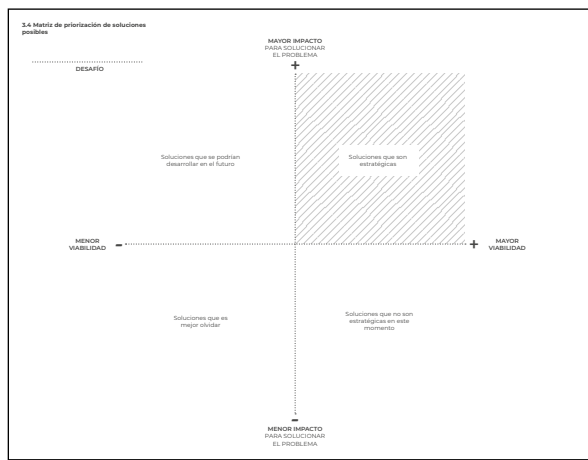 3.4 Matriz de priorización de soluciones
posibles
DESAFÍO
MAYOR IMPACTO
PARA SOLUCIONAR
EL PROBLEMA
+
Soluciones que se podrían
desarrollar en el futuro
Soluciones que son
estratégicas
MENOR
VIABILIDAD
-
+
MAYOR
VIABILIDAD
Soluciones que es
mejor olvidar
Soluciones que no son
estratégicas en este
momento
-
MENOR IMPACTO
PARA SOLUCIONAR
EL PROBLEMA